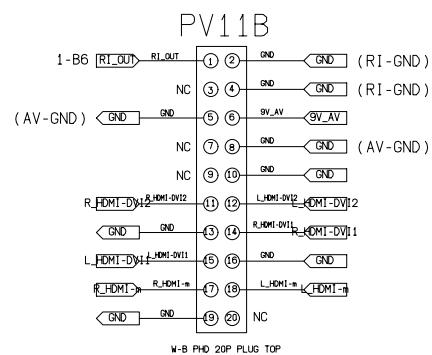 PV11B
1-B6 RI_OUT RI_OUT 1 2 GND GND (RI-GND)
NC 3 4 GND GND (RI-GND)
(AV-GND) GND GND 5 6 9V_AV 9V_AV
NC 7 8 GND GND (AV-GND)
NC 9 10 GND GND
R_HDMI-DVI2 R_HDMI-DVI2 11 12 L_HDMI-DVI2 L_HDMI-DVI2
GND GND 13 14 R_HDMI-DVI1 R_HDMI-DVI1
L_HDMI-DVI1 L_HDMI-DVI1 15 16 GND GND
R_HDMI-m R_HDMI-m 17 18 L_HDMI-m L_HDMI-m
GND GND 19 20 NC
W-B PHD 20P PLUG TOP